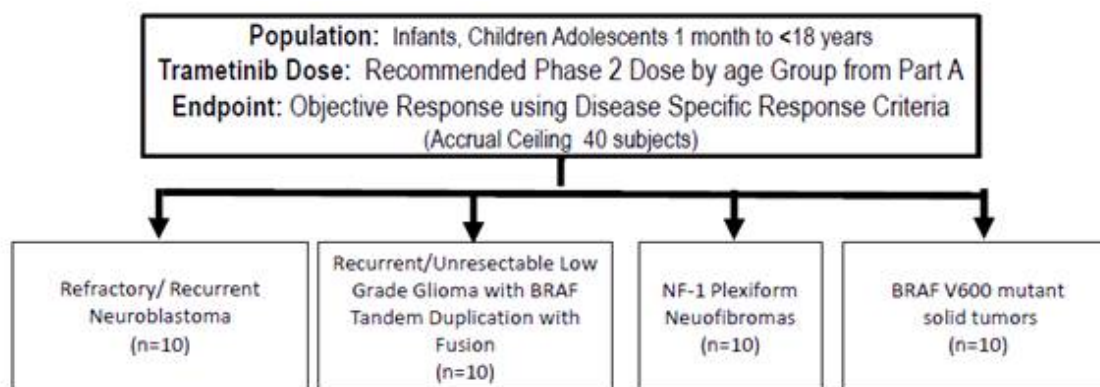 Population: Infants, Children Adolescents 1 month to <18 years
Trametinib Dose: Recommended Phase 2 Dose by age Group from Part A
Endpoint: Objective Response using Disease Specific Response Criteria
(Accrual Ceiling 40 subjects)
Refractory/ Recurrent
Neuroblastoma
(n=10)
Recurrent/Unresectable Low
Grade Glioma with BRAF
Tandem Duplication with
Fusion
(n=10)
NF-1 Plexiform
Neuofibromas
(n=10)
BRAF V600 mutant
solid tumors
(n=10)